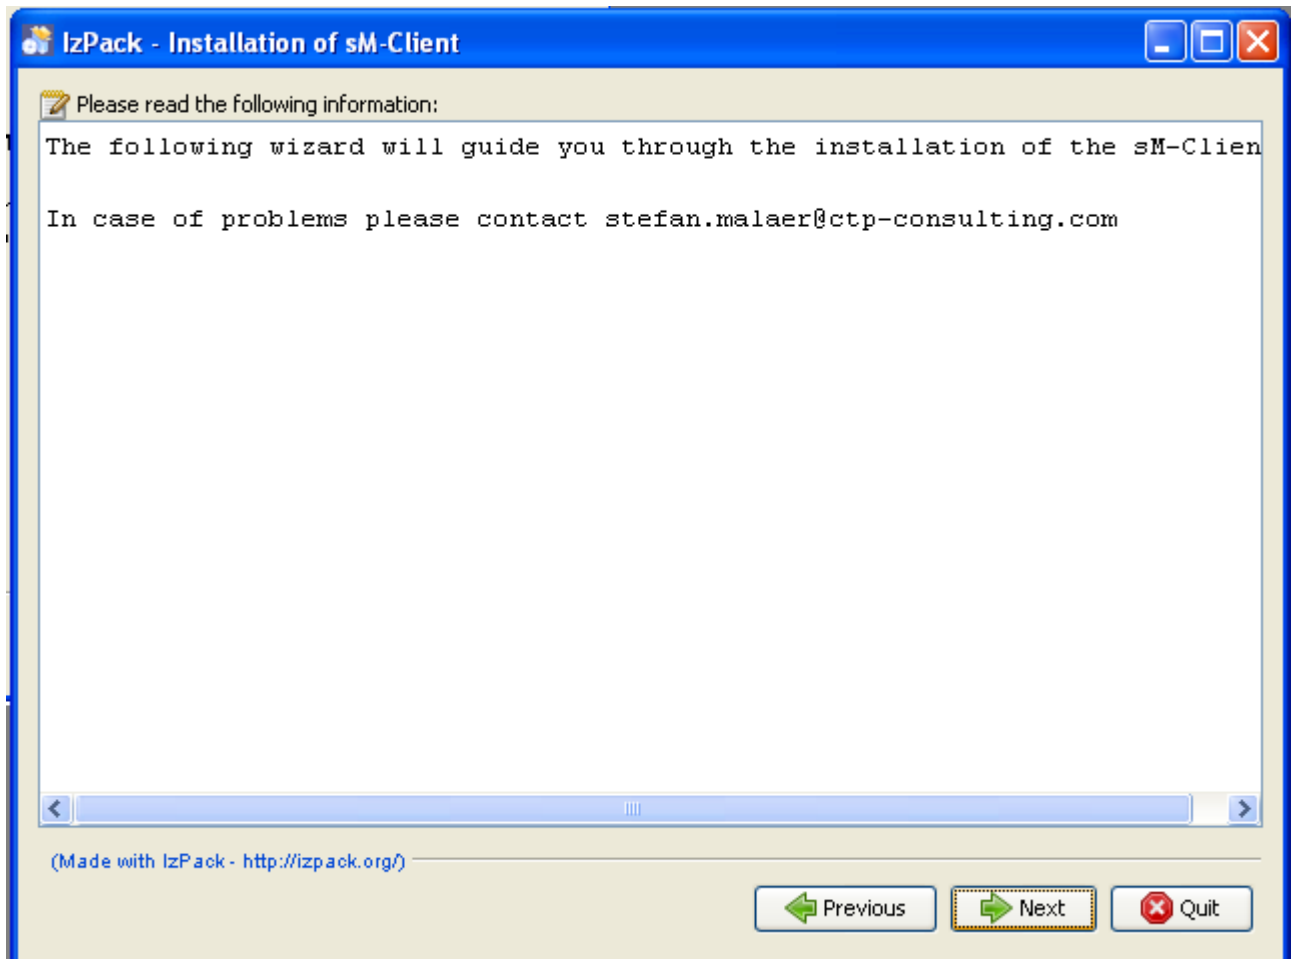 IzPack - Installation of sM-Client
Please read the following information:
The following wizard will guide you through the installation of the sM-Clien
In case of problems please contact stefan.malaer@ctp-consulting.com
(Made with IzPack - http://izpack.org/)
Previous
Next
Quit